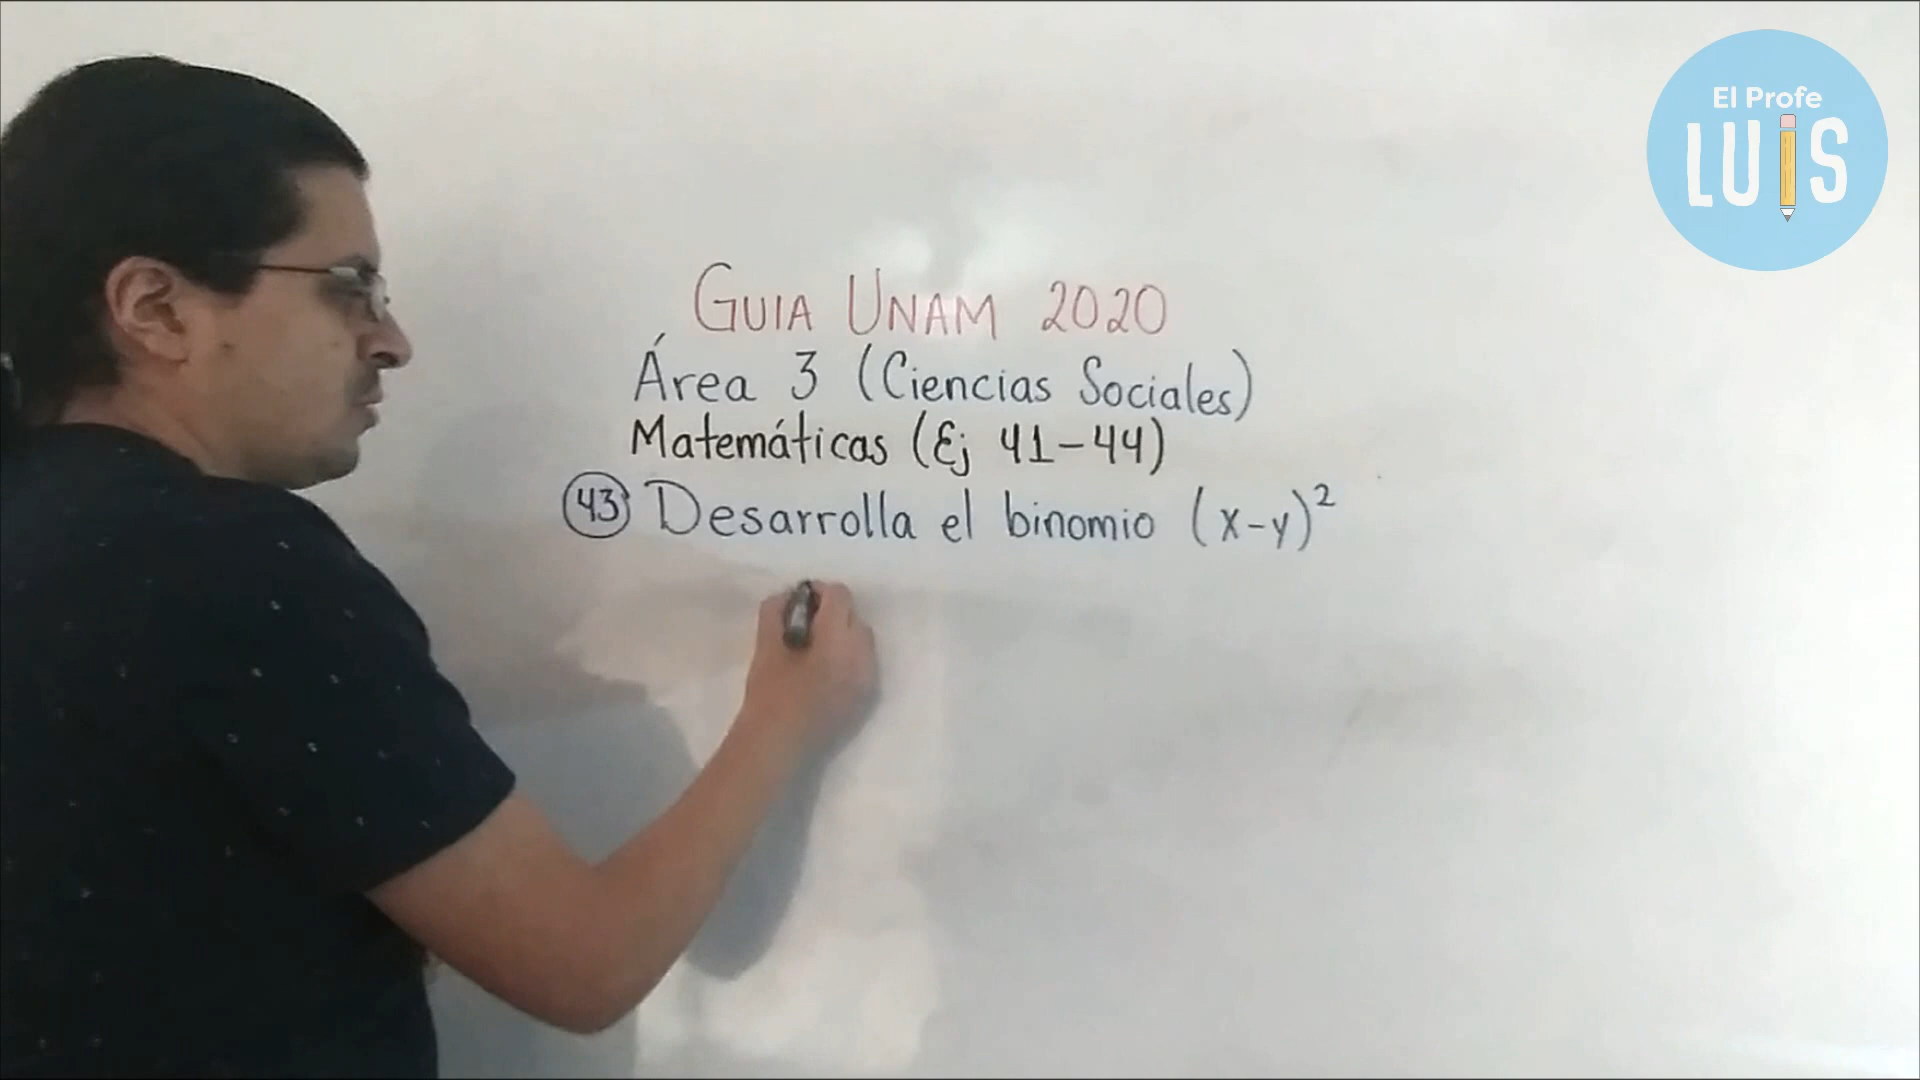 El Profe
LUIS
GUIA UNAM 2020
Área 3 (Ciencias Sociales)
Matemáticas (Ej 41-44)
43 Desarrolla el binomio (x-y)²